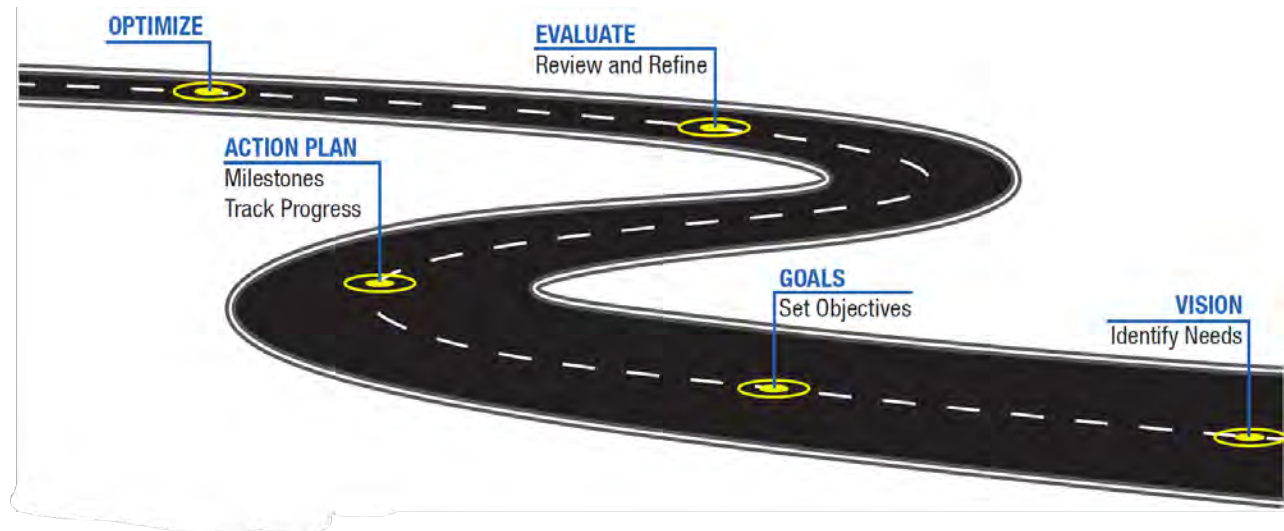 OPTIMIZE
EVALUATE
Review and Refine
ACTION PLAN
Milestones
Track Progress
GOALS
Set Objectives
VISION
Identify Needs